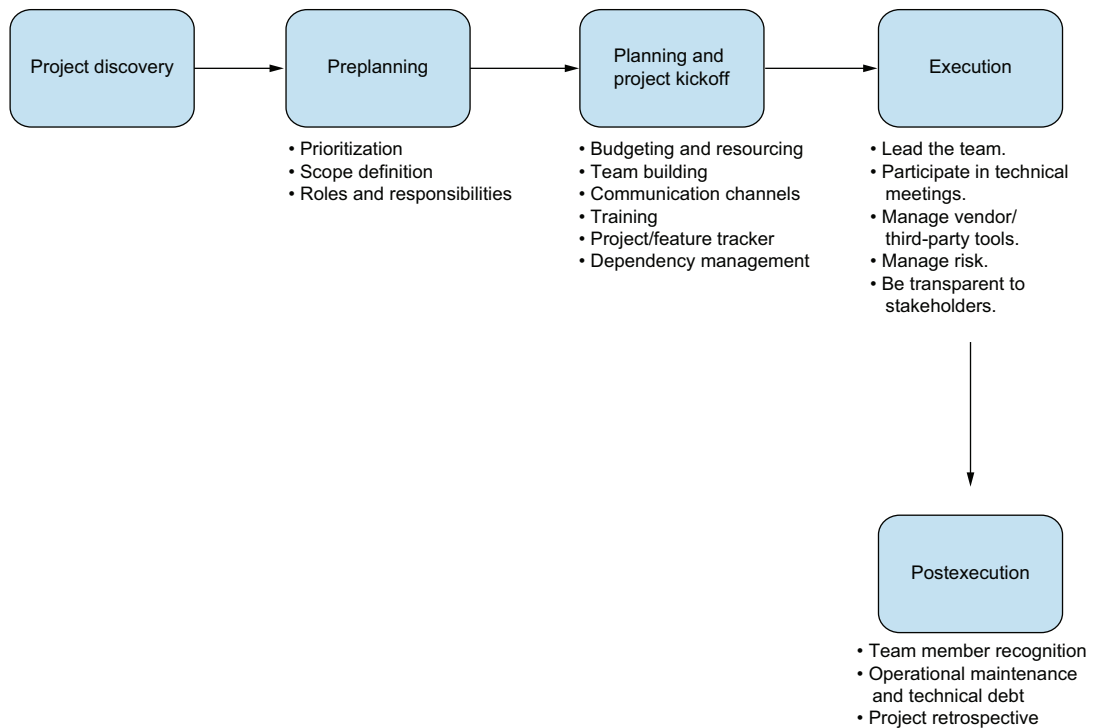 Project discovery
Preplanning
• Prioritization
• Scope definition
• Roles and responsibilities
Planning and
project kickoff
• Budgeting and resourcing
• Team building
• Communication channels
• Training
• Project/feature tracker
• Dependency management
Execution
• Lead the team.
• Participate in technical
meetings.
• Manage vendor/
third-party tools.
• Manage risk.
• Be transparent to
stakeholders.
Postexecution
• Team member recognition
• Operational maintenance
and technical debt
• Project retrospective